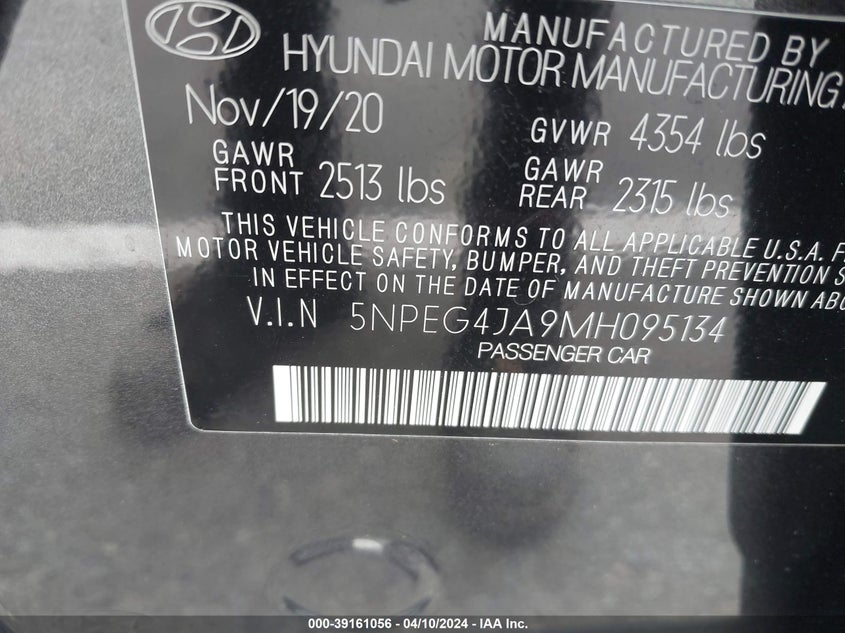 MANUFACTURED BY
HYUNDAI MOTOR MANUFACTURING
Nov/19/20
GVWR 4354 lbs
GAWR FRONT 2513 lbs
GAWR REAR 2315 lbs
THIS VEHICLE CONFORMS TO ALL APPLICABLE U.S.A. F
MOTOR VEHICLE SAFETY, BUMPER, AND THEFT PREVENTION S
IN EFFECT ON THE DATE OF MANUFACTURE SHOWN ABO
V.I.N 5NPEG4JA9MH095134
PASSENGER CAR
000-39161056 - 04/10/2024 - IAA Inc.